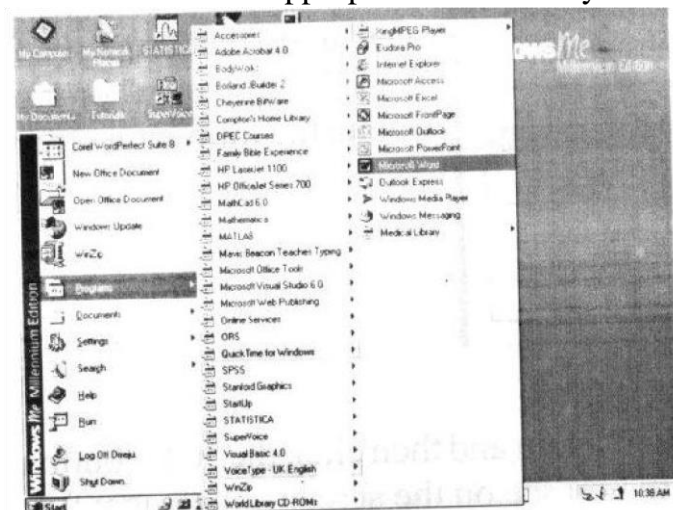 My Computer
My Network Places
STATISTICA
My Documents
Tutorials
SuperVoice
Windows Me
Millennium Edition
Corel WordPerfect Suite 8
New Office Document
Open Office Document
Windows Update
WinZip
Programs
Documents
Settings
Search
Help
Run
Log Off Deeju
Shut Down
Windows Me Millennium Edition
Start
Accessories
Adobe Acrobat 4.0
BodyWorks
Borland JBuilder 2
Cheyenne BitWare
Compton's Home Library
DPEC Courses
Family Bible Experience
HP LaserJet 1100
HP OfficeJet Series 700
MathCad 6.0
Mathematica
MATLAB
Mavis Beacon Teaches Typing
Microsoft Office Tools
Microsoft Visual Studio 6.0
Microsoft Web Publishing
Online Services
ORS
QuickTime for Windows
SPSS
Stanford Graphics
StartUp
STATISTICA
SuperVoice
Visual Basic 4.0
VoiceType - UK English
WinZip
World Library CD-ROMs
XingMPEG Player
Eudora Pro
Internet Explorer
Microsoft Access
Microsoft Excel
Microsoft FrontPage
Microsoft Outlook
Microsoft PowerPoint
Microsoft Word
Outlook Express
Windows Media Player
Windows Messaging
Medical Library
10:38 AM